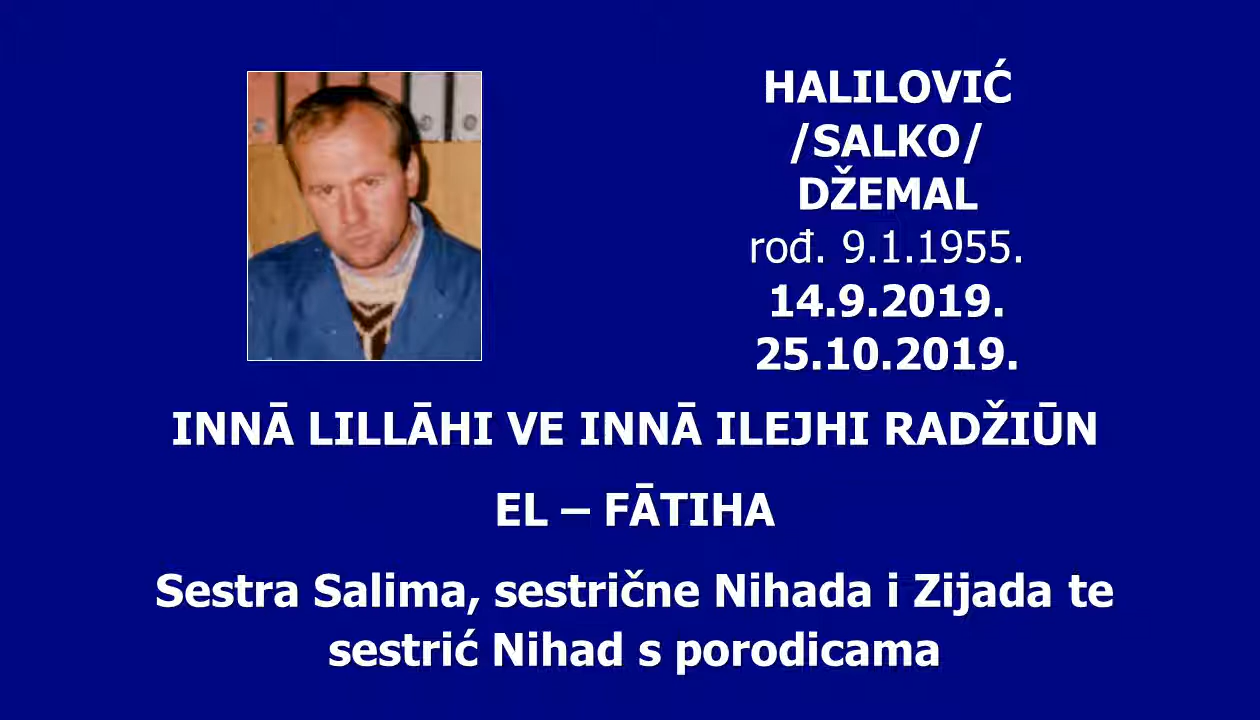 HALILOVIĆ
/SALKO/
DŽEMAL
rođ. 9.1.1955.
14.9.2019.
25.10.2019.
INNĀ LILLĀHI VE INNĀ ILEJHI RADŽIŪN
EL – FĀTIHA
Sestra Salima, sestrične Nihada i Zijada te
sestrić Nihad s porodicama